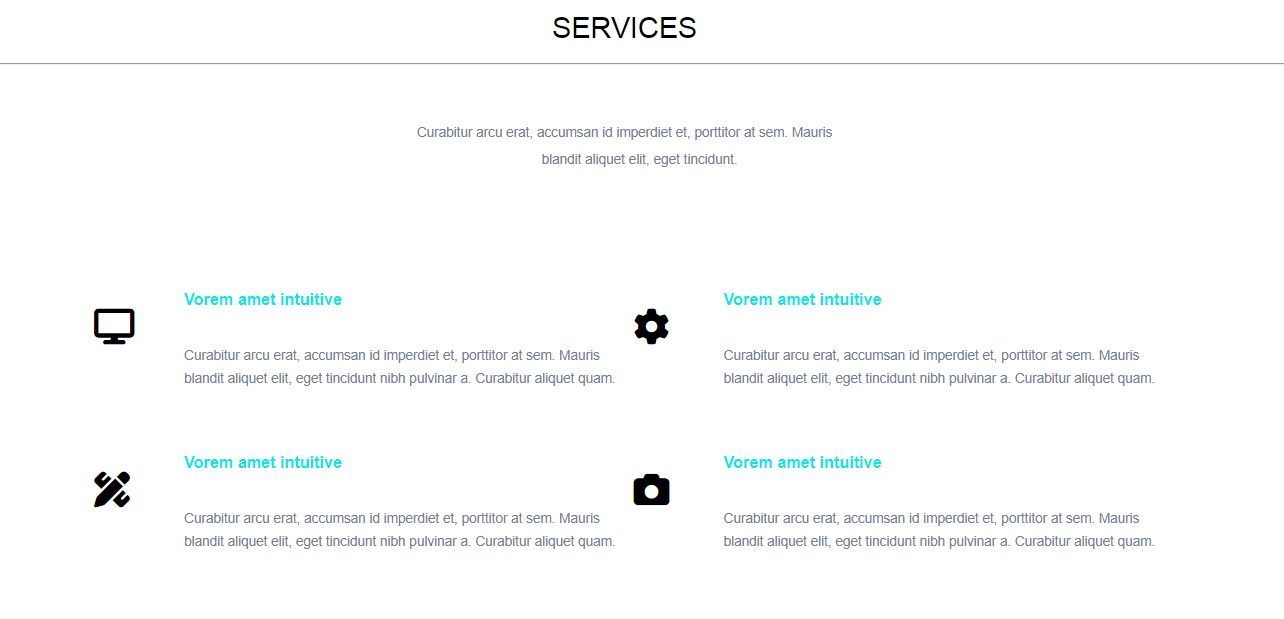 SERVICES
Curabitur arcu erat, accumsan id imperdiet et, porttitor at sem. Mauris
blandit aliquet elit, eget tincidunt.
Vorem amet intuitive
Curabitur arcu erat, accumsan id imperdiet et, porttitor at sem. Mauris
blandit aliquet elit, eget tincidunt nibh pulvinar a. Curabitur aliquet quam.
Vorem amet intuitive
Curabitur arcu erat, accumsan id imperdiet et, porttitor at sem. Mauris
blandit aliquet elit, eget tincidunt nibh pulvinar a. Curabitur aliquet quam.
Vorem amet intuitive
Curabitur arcu erat, accumsan id imperdiet et, porttitor at sem. Mauris
blandit aliquet elit, eget tincidunt nibh pulvinar a. Curabitur aliquet quam.
Vorem amet intuitive
Curabitur arcu erat, accumsan id imperdiet et, porttitor at sem. Mauris
blandit aliquet elit, eget tincidunt nibh pulvinar a. Curabitur aliquet quam.